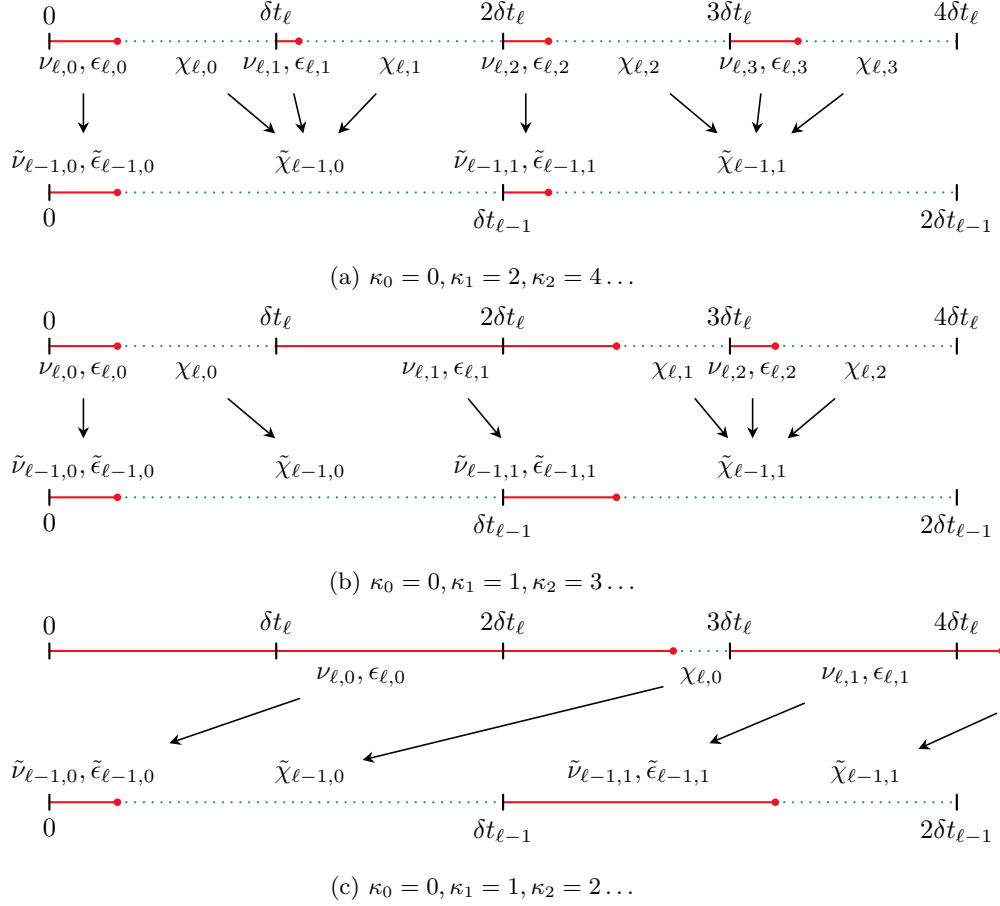 0 δt_ℓ 2δt_ℓ 3δt_ℓ 4δt_ℓ
ν_{ℓ,0}, ϵ_{ℓ,0} χ_{ℓ,0} ν_{ℓ,1}, ϵ_{ℓ,1} χ_{ℓ,1} ν_{ℓ,2}, ϵ_{ℓ,2} χ_{ℓ,2} ν_{ℓ,3}, ϵ_{ℓ,3} χ_{ℓ,3}
ν̃_{ℓ−1,0}, ϵ̃_{ℓ−1,0} χ̃_{ℓ−1,0} ν̃_{ℓ−1,1}, ϵ̃_{ℓ−1,1} χ̃_{ℓ−1,1}
0 δt_{ℓ−1} 2δt_{ℓ−1}
(a) κ_0 = 0, κ_1 = 2, κ_2 = 4 . . .
0 δt_ℓ 2δt_ℓ 3δt_ℓ 4δt_ℓ
ν_{ℓ,0}, ϵ_{ℓ,0} χ_{ℓ,0} ν_{ℓ,1}, ϵ_{ℓ,1} χ_{ℓ,1} ν_{ℓ,2}, ϵ_{ℓ,2} χ_{ℓ,2}
ν̃_{ℓ−1,0}, ϵ̃_{ℓ−1,0} χ̃_{ℓ−1,0} ν̃_{ℓ−1,1}, ϵ̃_{ℓ−1,1} χ̃_{ℓ−1,1}
0 δt_{ℓ−1} 2δt_{ℓ−1}
(b) κ_0 = 0, κ_1 = 1, κ_2 = 3 . . .
0 δt_ℓ 2δt_ℓ 3δt_ℓ 4δt_ℓ
ν_{ℓ,0}, ϵ_{ℓ,0} χ_{ℓ,0} ν_{ℓ,1}, ϵ_{ℓ,1}
ν̃_{ℓ−1,0}, ϵ̃_{ℓ−1,0} χ̃_{ℓ−1,0} ν̃_{ℓ−1,1}, ϵ̃_{ℓ−1,1} χ̃_{ℓ−1,1}
0 δt_{ℓ−1} 2δt_{ℓ−1}
(c) κ_0 = 0, κ_1 = 1, κ_2 = 2 . . .